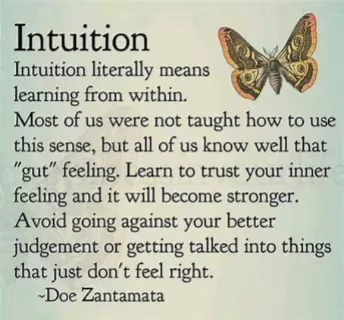 Intuition
Intuition literally means
learning from within.
Most of us were not taught how to use
this sense, but all of us know well that
"gut" feeling. Learn to trust your inner
feeling and it will become stronger.
Avoid going against your better
judgement or getting talked into things
that just don't feel right.
~Doe Zantamata